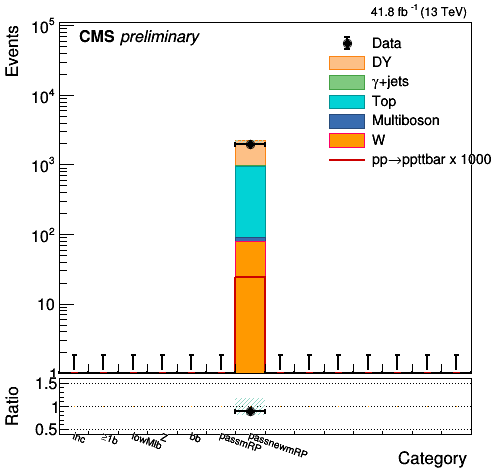 41.8 fb⁻¹ (13 TeV)
CMS preliminary
Events
10⁵
10⁴
10³
10²
10
1
Data
DY
γ+jets
Top
Multiboson
W
pp→ppttbar x 1000
Ratio
1.5
1
0.5
inc
≥1b
lowMlb
Z
bb
passmRP
passnewmRP
Category